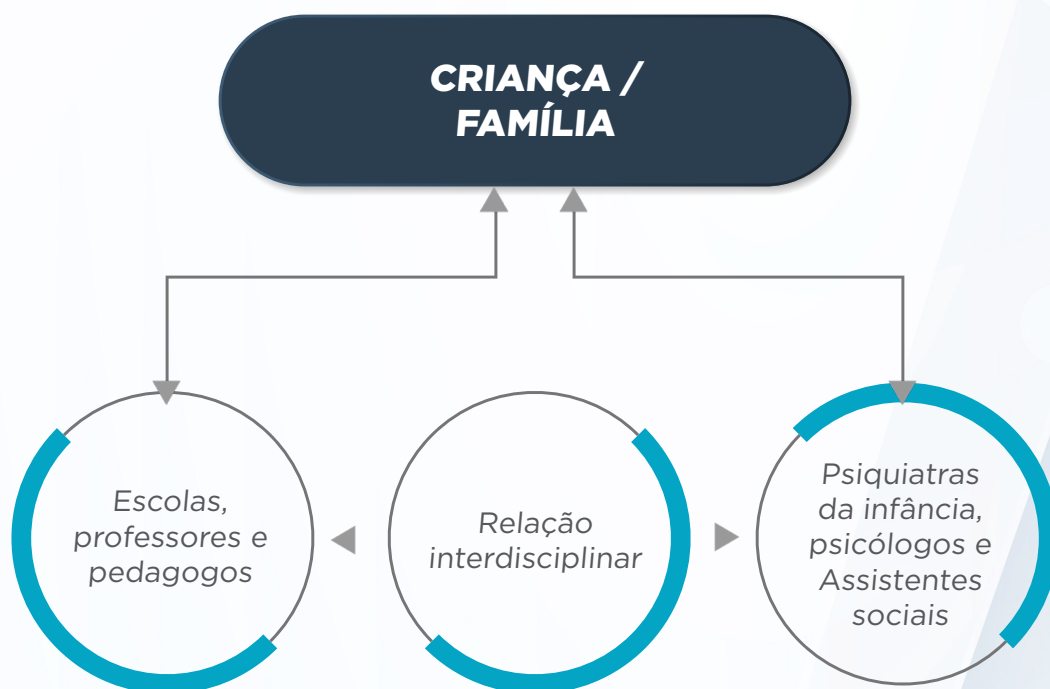 CRIANÇA /
FAMÍLIA
Escolas,
professores e
pedagogos
Relação
interdisciplinar
Psiquiatras
da infância,
psicólogos e
Assistentes
sociais